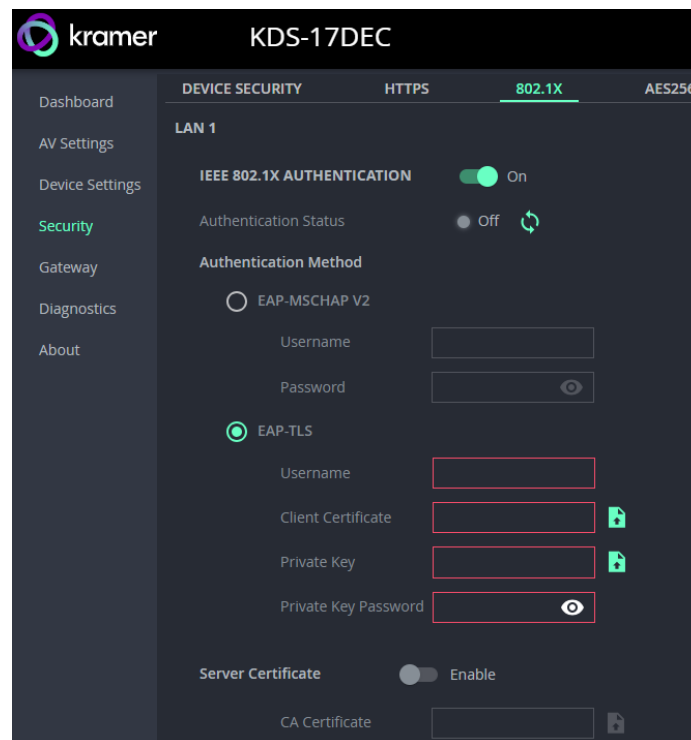 kramer KDS-17DEC
DEVICE SECURITY HTTPS 802.1X AES256
Dashboard
LAN 1
AV Settings
IEEE 802.1X AUTHENTICATION On
Device Settings
Authentication Status Off
Security
Authentication Method
Gateway
EAP-MSCHAP V2
Diagnostics
Username
About
Password
EAP-TLS
Username
Client Certificate
Private Key
Private Key Password
Server Certificate Enable
CA Certificate